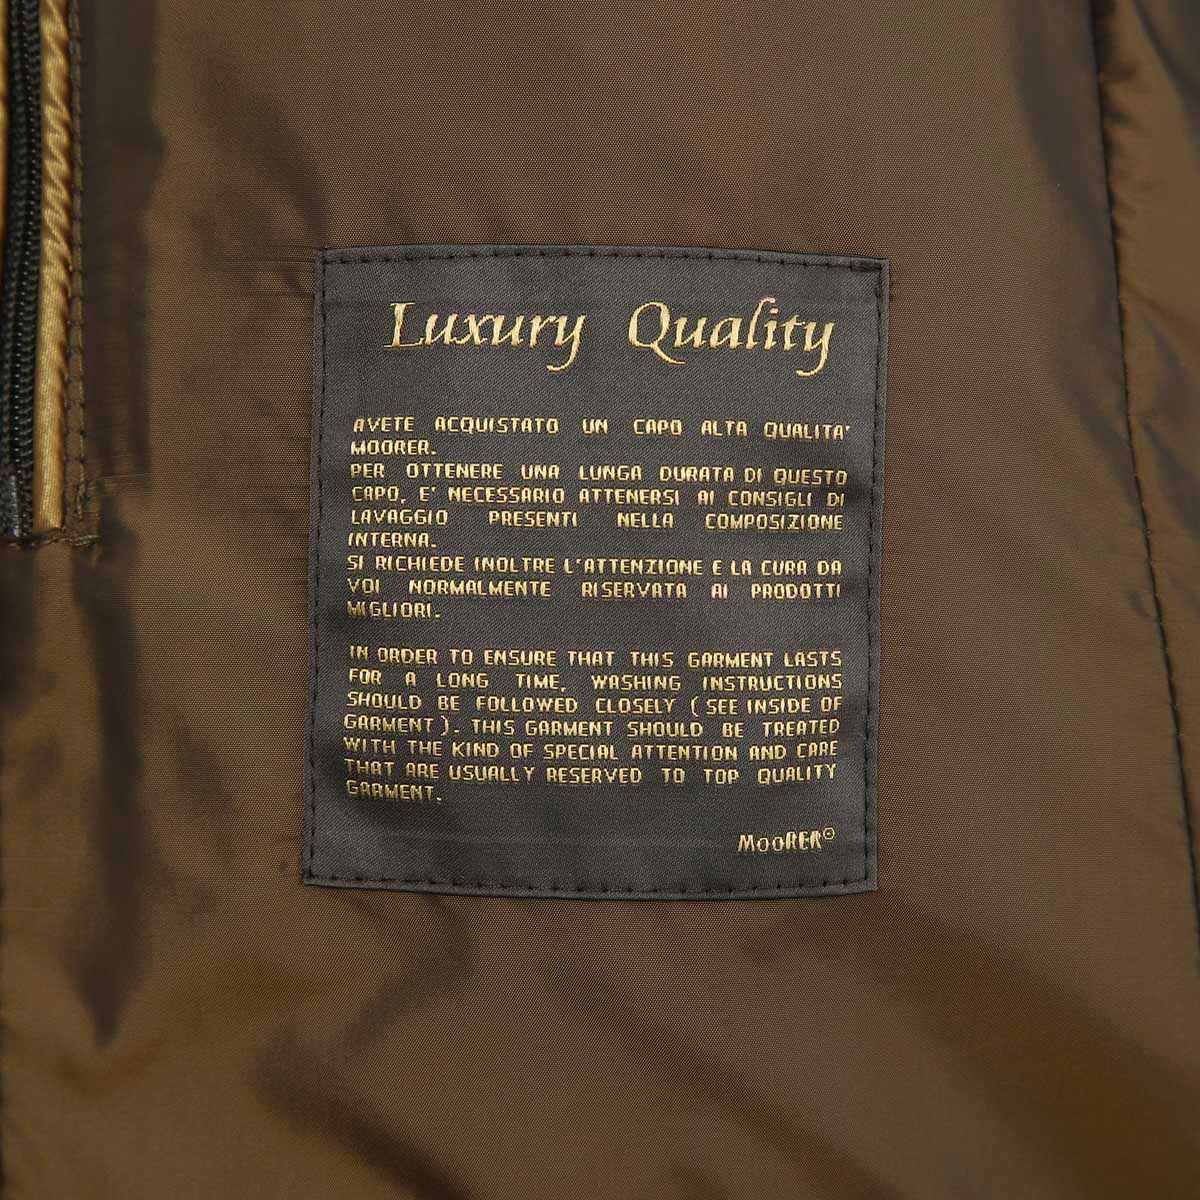 Luxury Quality
AVETE ACQUISTATO UN CAPO ALTA QUALITA'
MOORER.
PER OTTENERE UNA LUNGA DURATA DI QUESTO
CAPO, E' NECESSARIO ATTENERSI AI CONSIGLI DI
LAVAGGIO PRESENTI NELLA COMPOSIZIONE
INTERNA.
SI RICHIEDE INOLTRE L'ATTENZIONE E LA CURA DA
VOI NORMALMENTE RISERVATA AI PRODOTTI
MIGLIORI.
IN ORDER TO ENSURE THAT THIS GARMENT LASTS
FOR A LONG TIME, WASHING INSTRUCTIONS
SHOULD BE FOLLOWED CLOSELY ( SEE INSIDE OF
GARMENT ). THIS GARMENT SHOULD BE TREATED
WITH THE KIND OF SPECIAL ATTENTION AND CARE
THAT ARE USUALLY RESERVED TO TOP QUALITY
GARMENT.
MooRER©